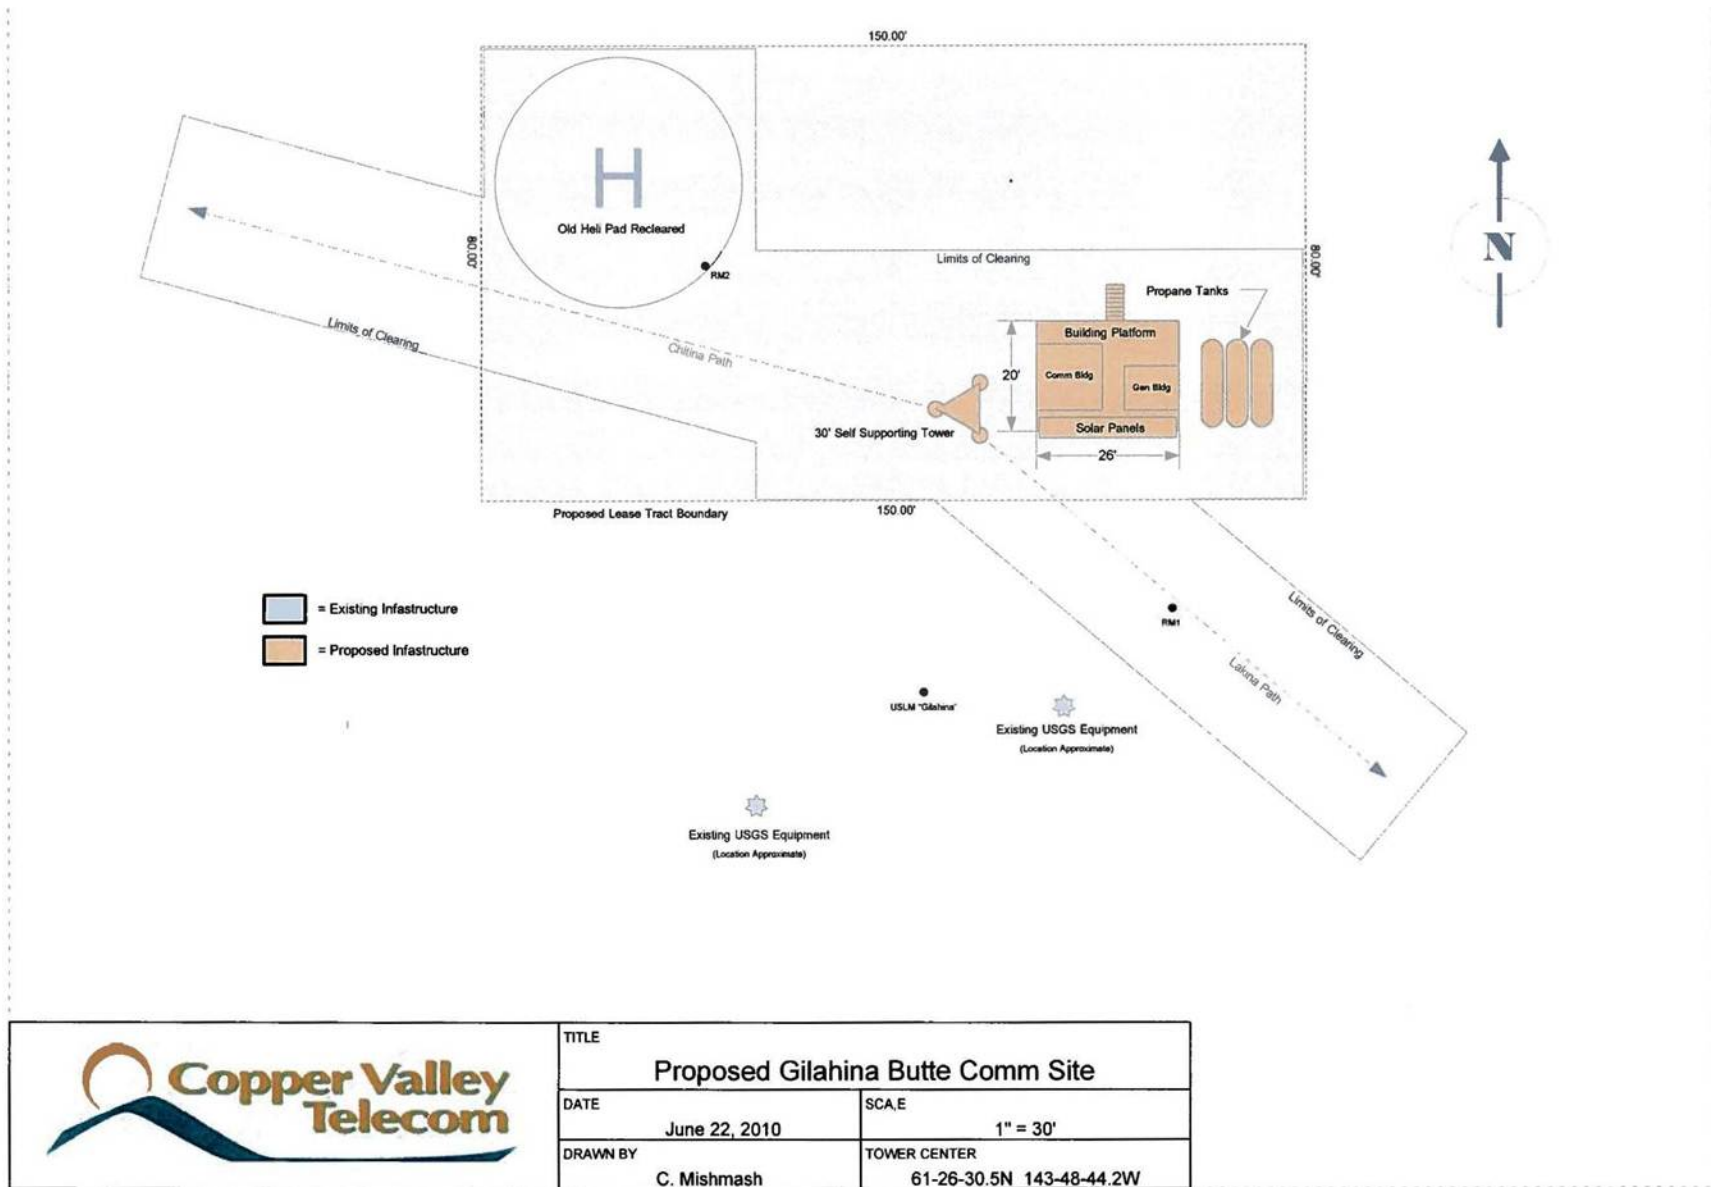 150.00'
H
Old Heli Pad Recleared
80.00'
RM2
Limits of Clearing
80.00'
N
Propane Tanks
Building Platform
Limits of Clearing
Chitina Path
20'
Comm Bldg
Gen Bldg
30' Self Supporting Tower
Solar Panels
26'
Proposed Lease Tract Boundary
150.00'
= Existing Infastructure
= Proposed Infastructure
RM1
Limits of Clearing
Lakina Path
USLM "Gilahina"
Existing USGS Equipment
(Location Approximate)
Existing USGS Equipment
(Location Approximate)
Copper Valley
Telecom
TITLE
Proposed Gilahina Butte Comm Site
DATE
June 22, 2010
SCA,E
1" = 30'
DRAWN BY
C. Mishmash
TOWER CENTER
61-26-30.5N 143-48-44.2W